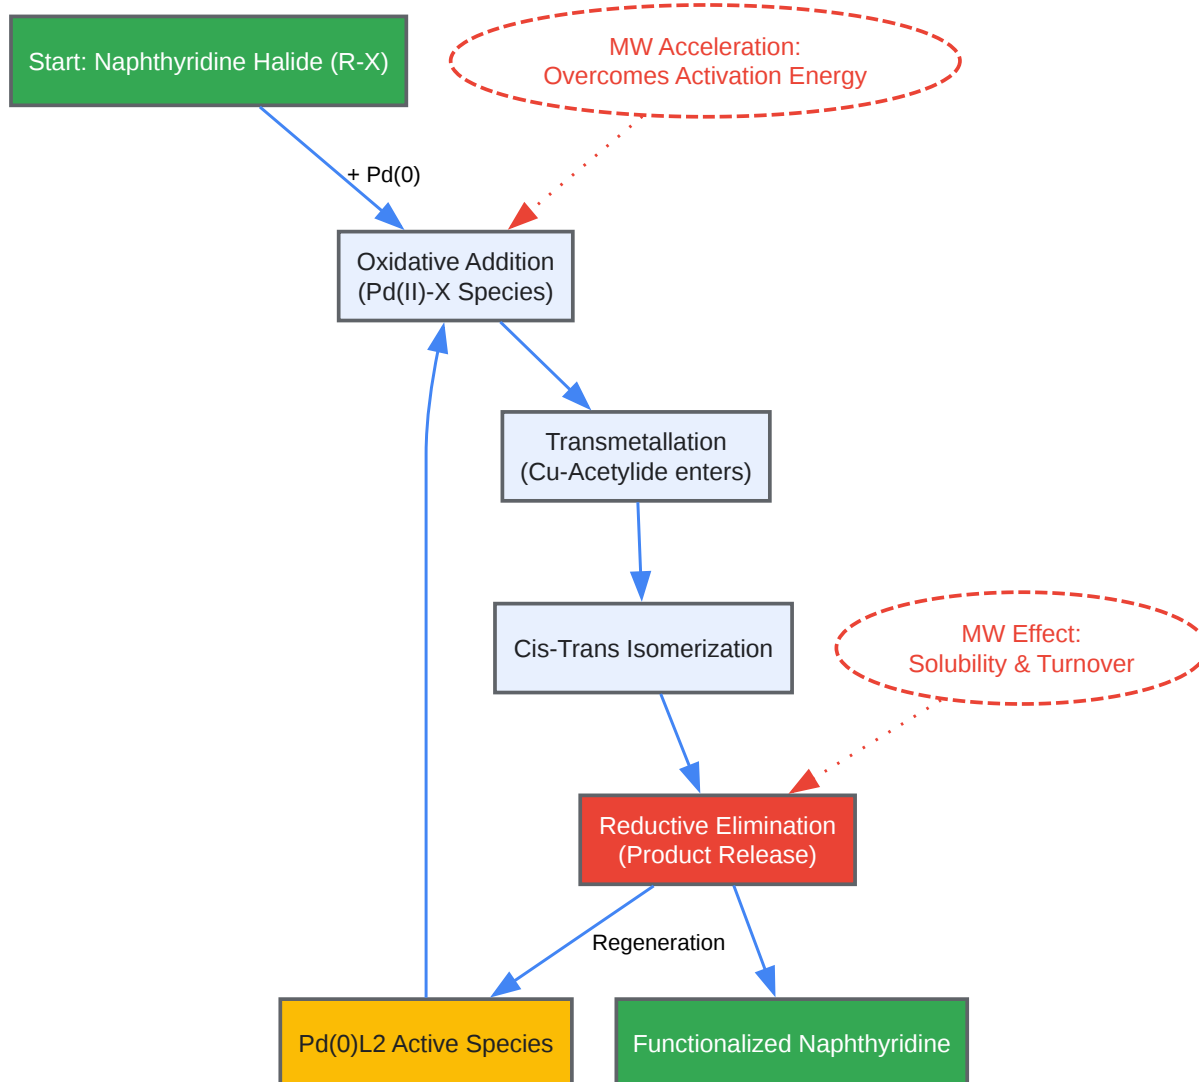 Start: Naphthyridine Halide (R-X)
MW Acceleration:
Overcomes Activation Energy
+ Pd(0)
Oxidative Addition
(Pd(II)-X Species)
Transmetallation
(Cu-Acetylide enters)
Cis-Trans Isomerization
MW Effect:
Solubility & Turnover
Reductive Elimination
(Product Release)
Regeneration
Pd(0)L2 Active Species
Functionalized Naphthyridine